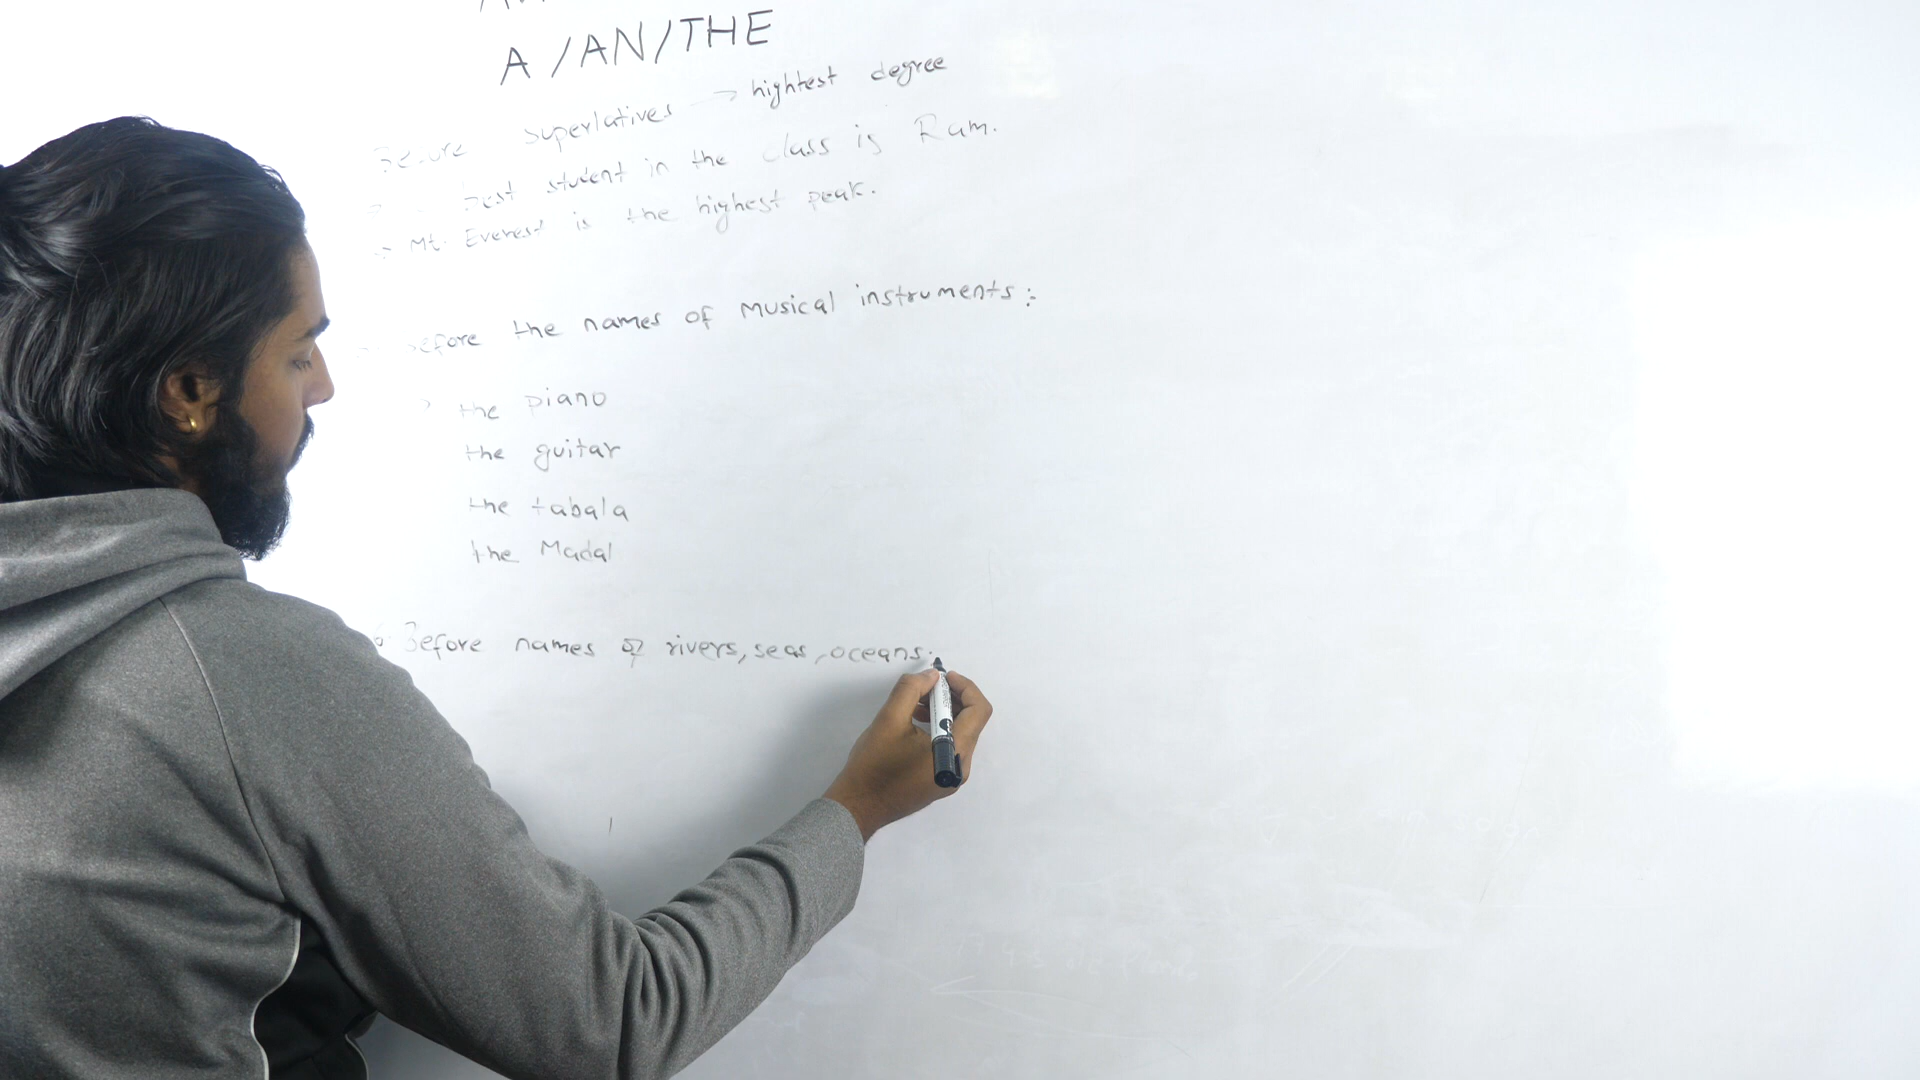 A/AN/THE
Before superlatives → hightest degree
best student in the class is Ram.
→ Mt. Everest is the highest peak.
Before the names of Musical instruments:-
the piano
the guitar
the tabala
the Madal
6. Before names of rivers, seas, oceans.